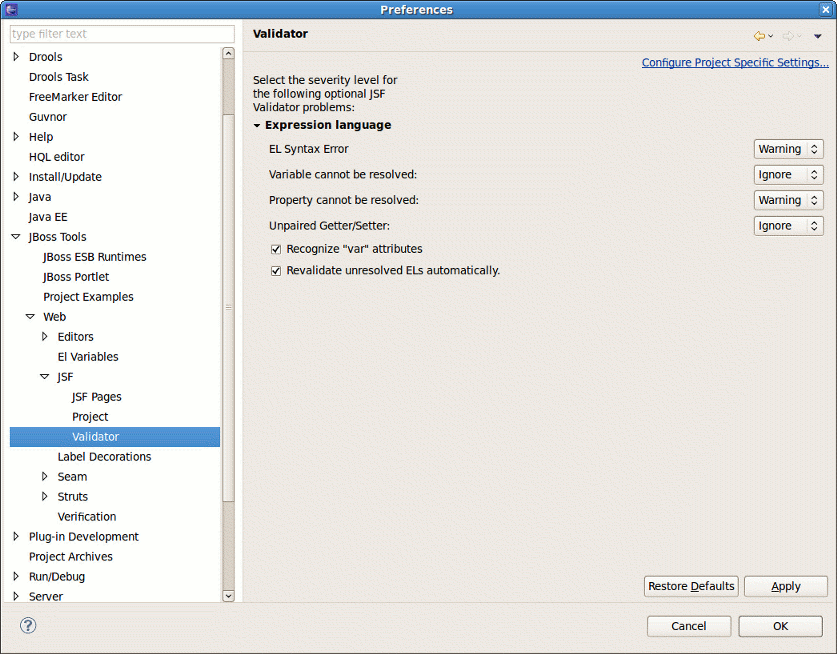 Preferences
type filter text
Drools
Drools Task
FreeMarker Editor
Guvnor
Help
HQL editor
Install/Update
Java
Java EE
JBoss Tools
JBoss ESB Runtimes
JBoss Portlet
Project Examples
Web
Editors
El Variables
JSF
JSF Pages
Project
Validator
Label Decorations
Seam
Struts
Verification
Plug-in Development
Project Archives
Run/Debug
Server
Validator
Configure Project Specific Settings...
Select the severity level for
the following optional JSF
Validator problems:
Expression language
EL Syntax Error Warning
Variable cannot be resolved: Ignore
Property cannot be resolved: Warning
Unpaired Getter/Setter: Ignore
Recognize "var" attributes
Revalidate unresolved ELs automatically.
Restore Defaults Apply
? Cancel OK